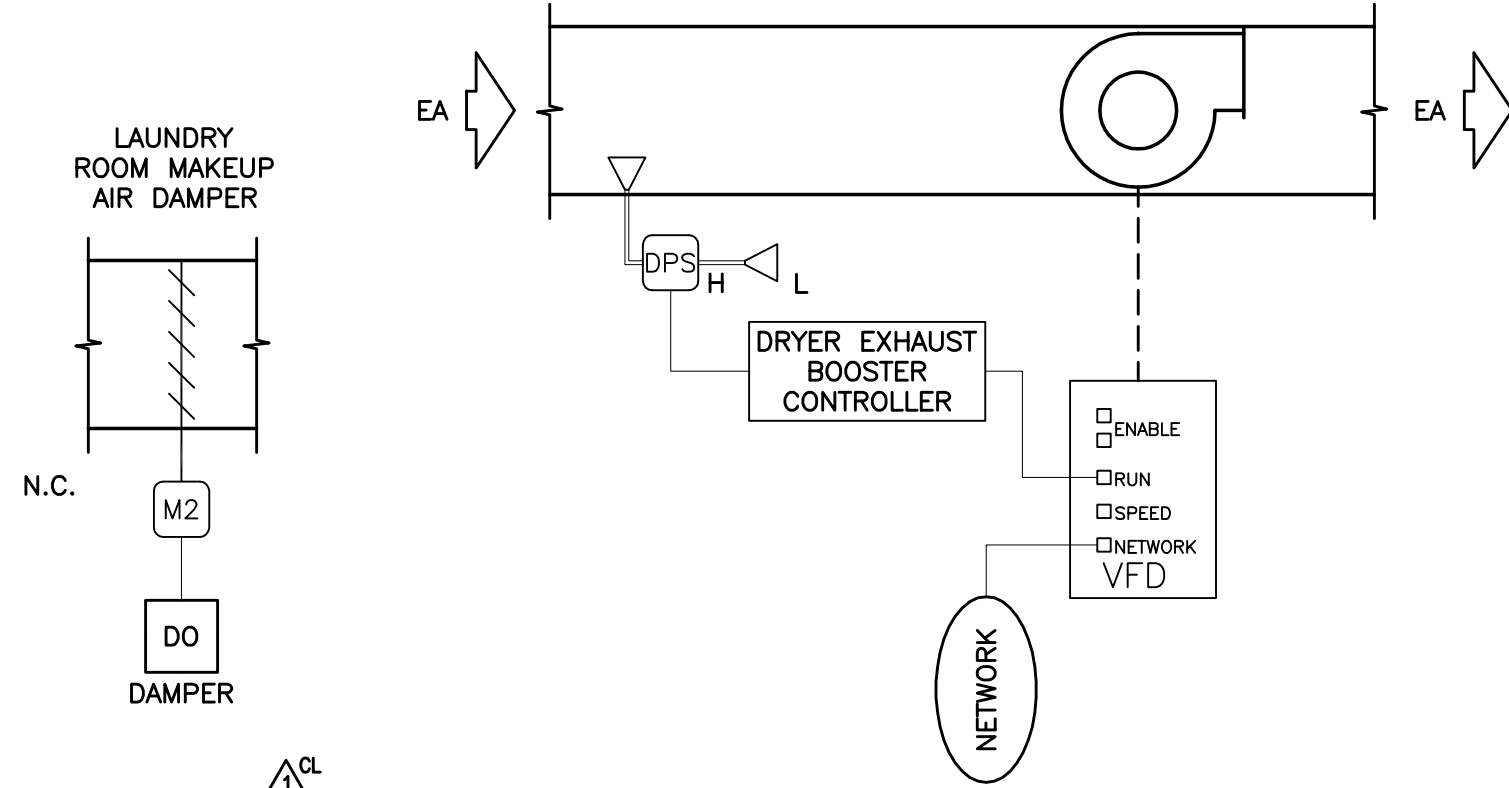 EA
EA
LAUNDRY
ROOM MAKEUP
AIR DAMPER
DPS
H
L
DRYER EXHAUST
BOOSTER
CONTROLLER
ENABLE
RUN
SPEED
NETWORK
VFD
N.C.
M2
DO
DAMPER
NETWORK
1
CL